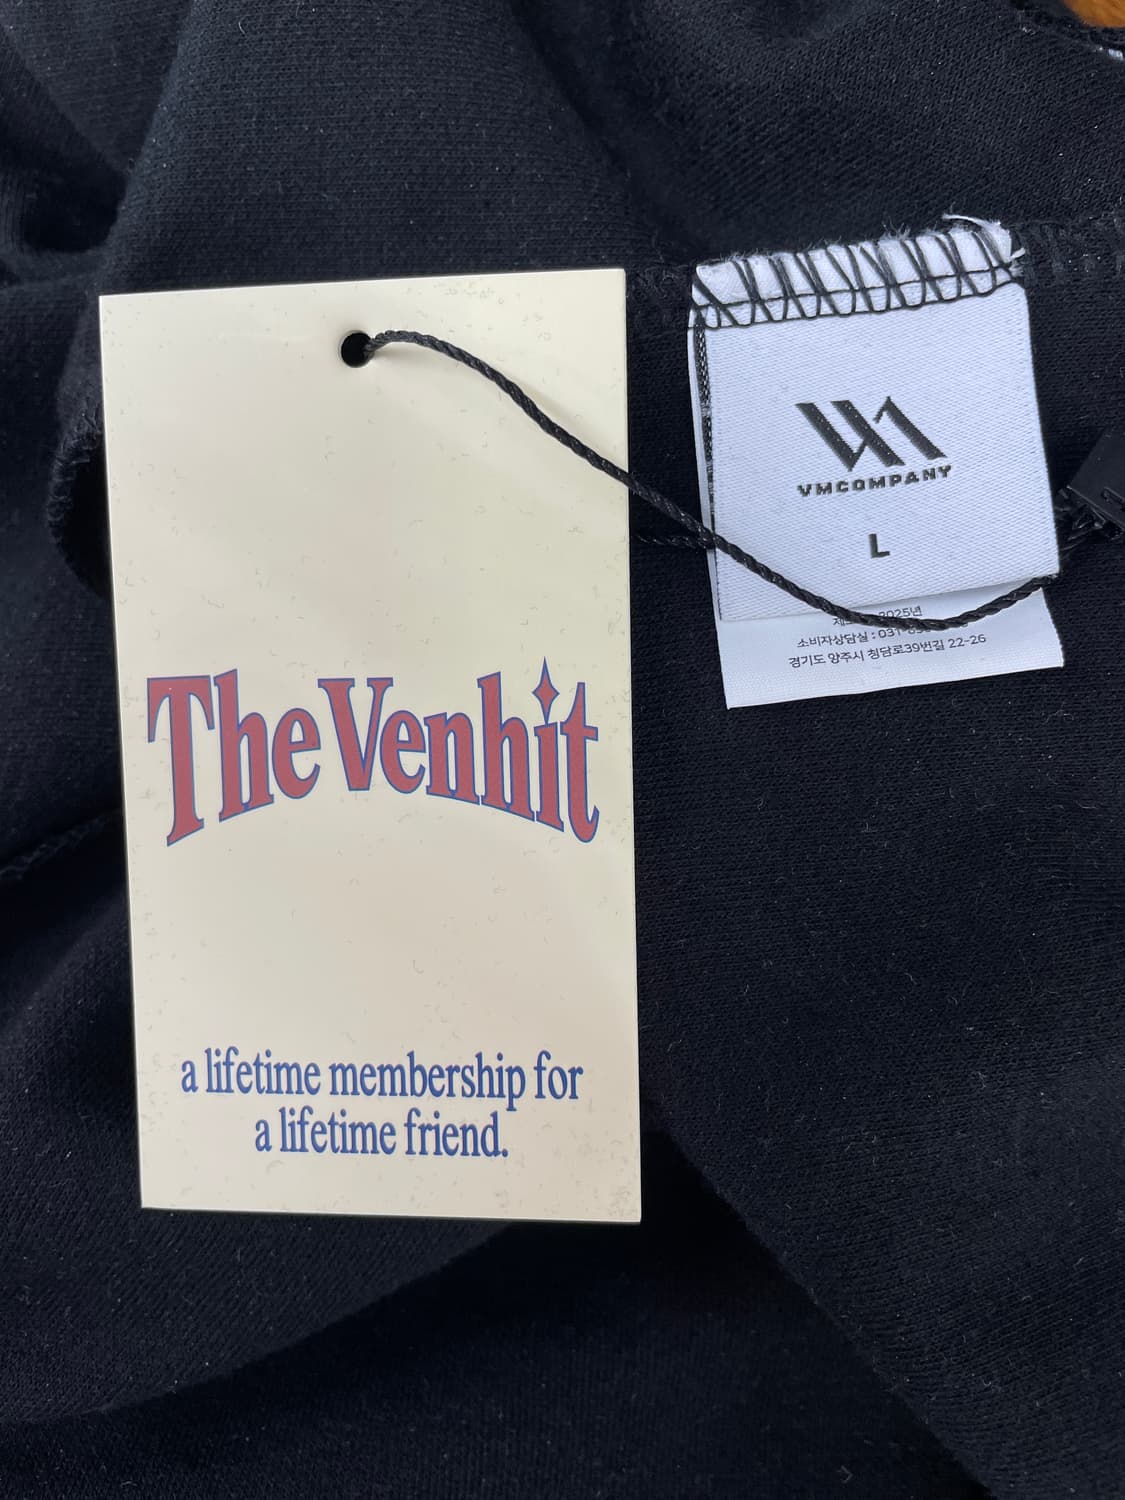 The Venhit
a lifetime membership for
a lifetime friend.
VMCOMPANY
L
2025년
소비자상담실 : 031
경기도 양주시 청담로39번길 22-26